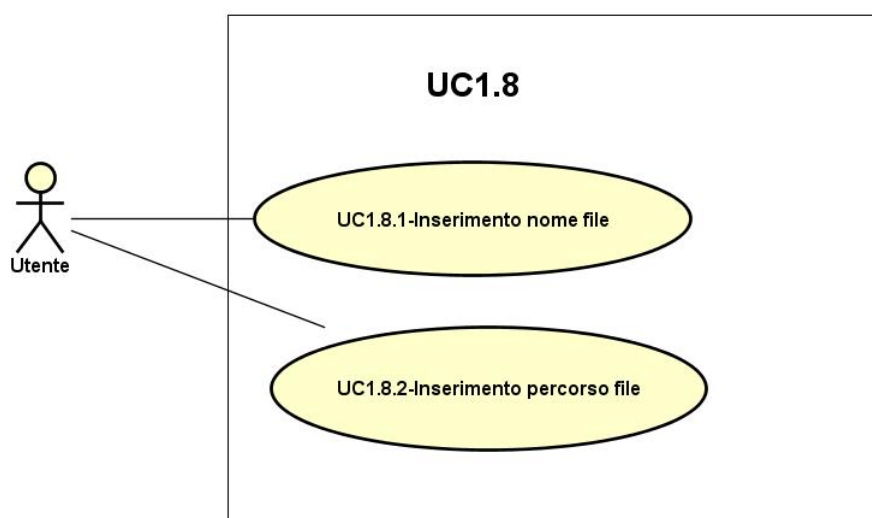 UC1.8
UC1.8.1-Inserimento nome file
Utente
UC1.8.2-Inserimento percorso file